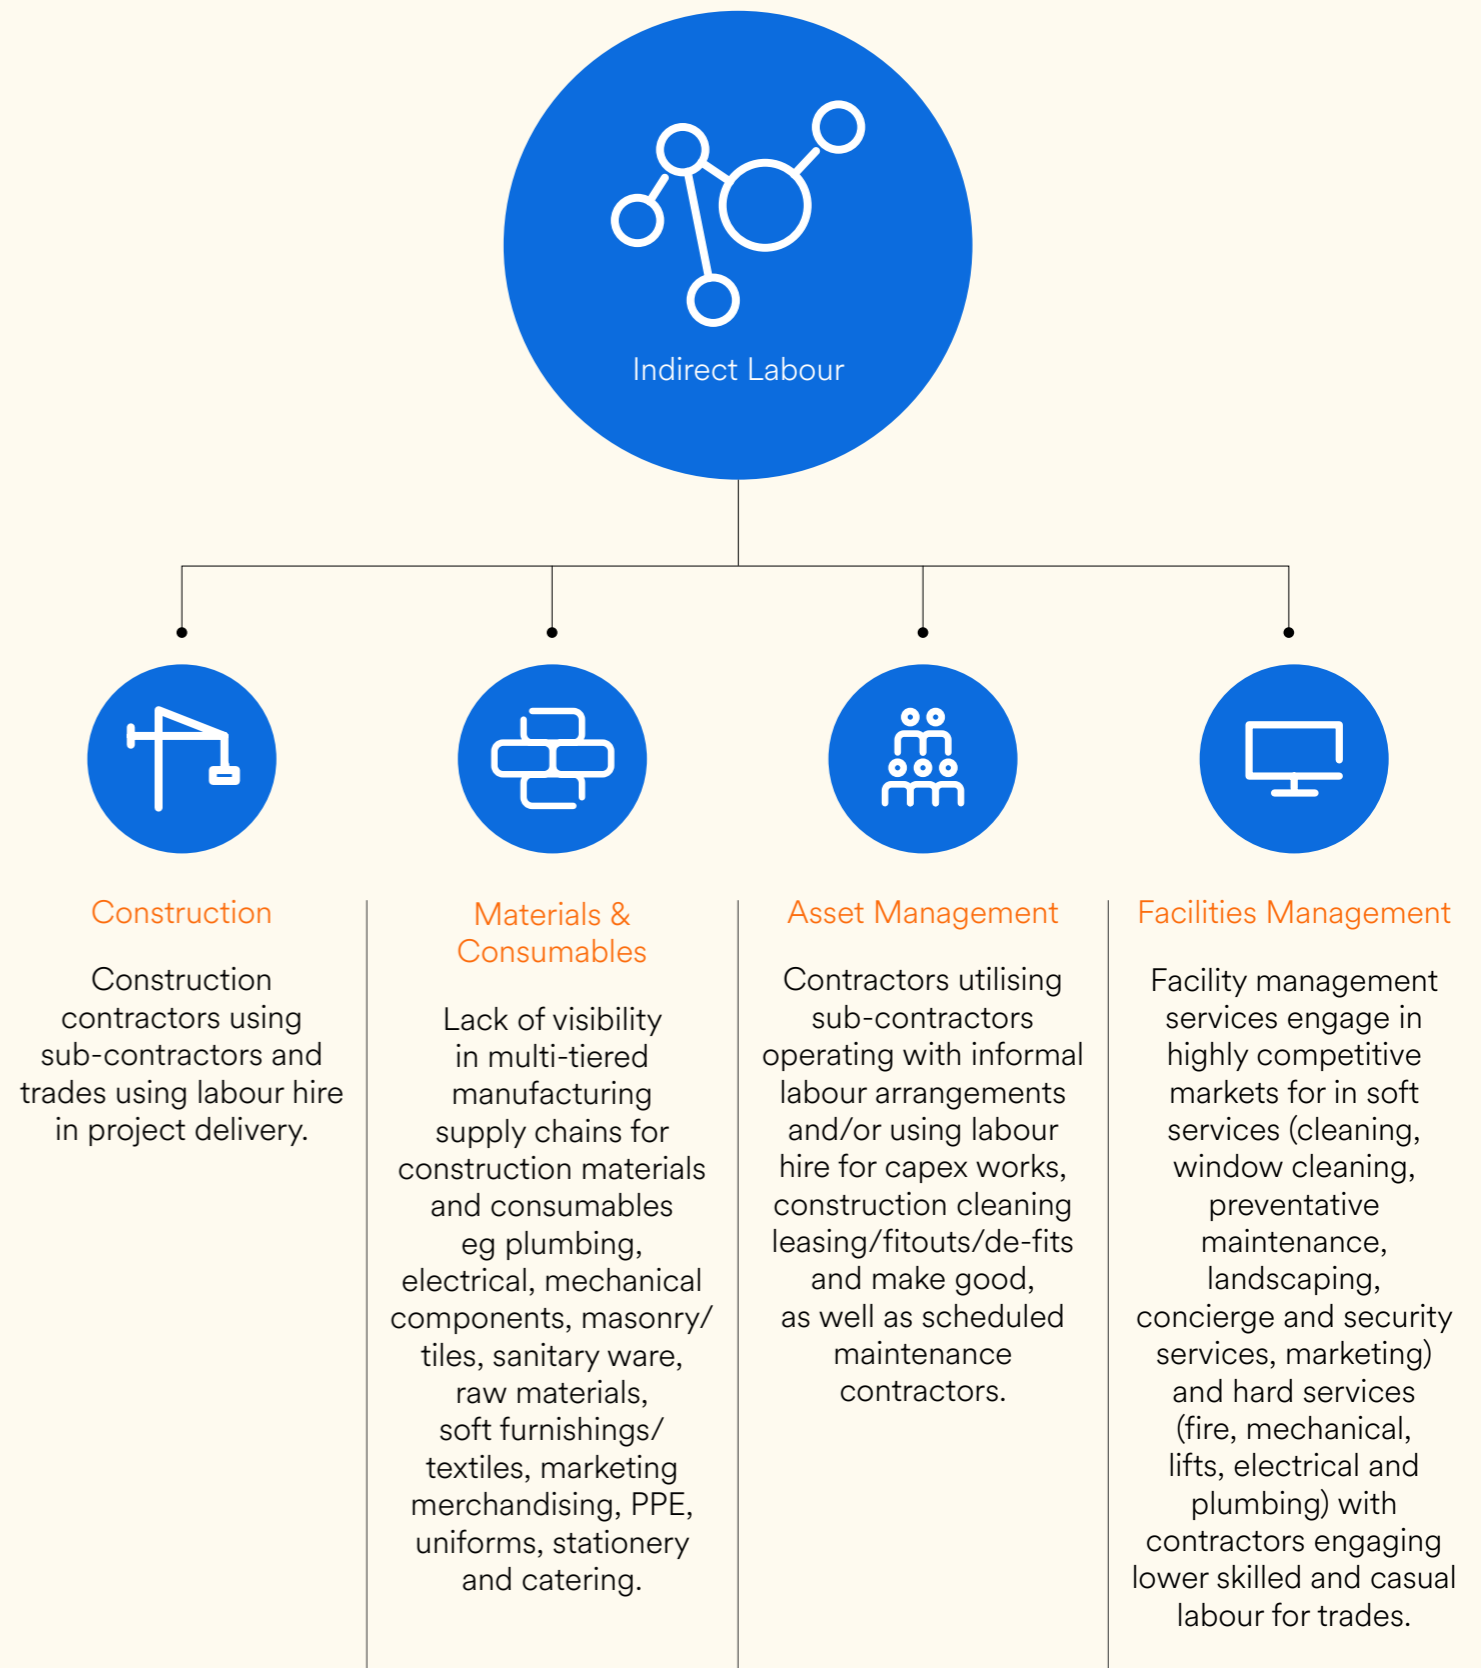 Indirect Labour
Construction
Construction
contractors using
sub-contractors and
trades using labour hire
in project delivery.
Materials &
Consumables
Lack of visibility
in multi-tiered
manufacturing
supply chains for
construction materials
and consumables
eg plumbing,
electrical, mechanical
components, masonry/
tiles, sanitary ware,
raw materials,
soft furnishings/
textiles, marketing
merchandising, PPE,
uniforms, stationery
and catering.
Asset Management
Contractors utilising
sub-contractors
operating with informal
labour arrangements
and/or using labour
hire for capex works,
construction cleaning
leasing/fitouts/de-fits
and make good,
as well as scheduled
maintenance
contractors.
Facilities Management
Facility management
services engage in
highly competitive
markets for in soft
services (cleaning,
window cleaning,
preventative
maintenance,
landscaping,
concierge and security
services, marketing)
and hard services
(fire, mechanical,
lifts, electrical and
plumbing) with
contractors engaging
lower skilled and casual
labour for trades.